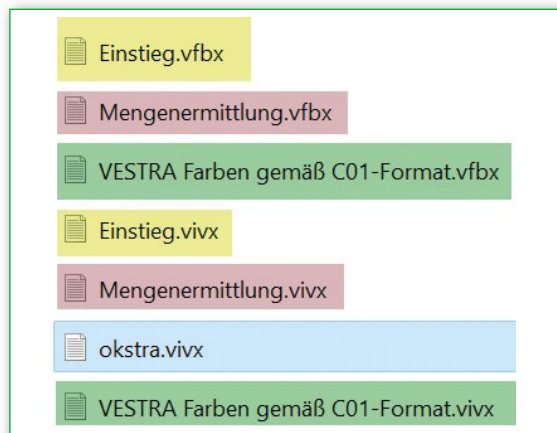 Einstieg.vfbx
Mengenermittlung.vfbx
VESTRA Farben gemäß C01-Format.vfbx
Einstieg.vivx
Mengenermittlung.vivx
okstra.vivx
VESTRA Farben gemäß C01-Format.vivx